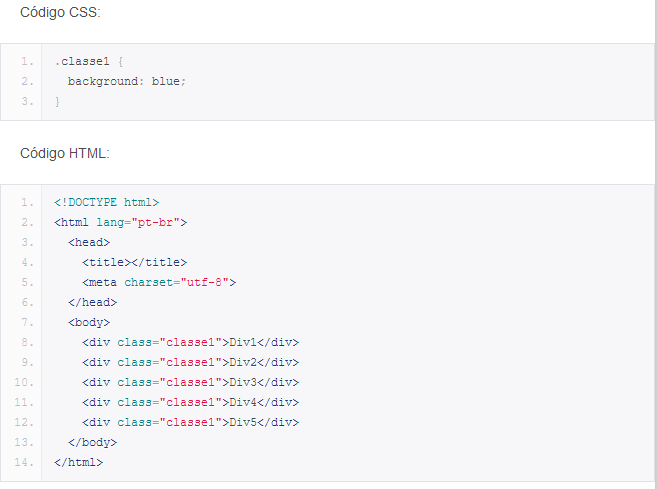 Código CSS:
1. .classe1 {
2.   background: blue;
3. }
Código HTML:
1. <!DOCTYPE html>
2. <html lang="pt-br">
3.   <head>
4.     <title></title>
5.     <meta charset="utf-8">
6.   </head>
7.   <body>
8.     <div class="classe1">Div1</div>
9.     <div class="classe1">Div2</div>
10.     <div class="classe1">Div3</div>
11.     <div class="classe1">Div4</div>
12.     <div class="classe1">Div5</div>
13.   </body>
14. </html>